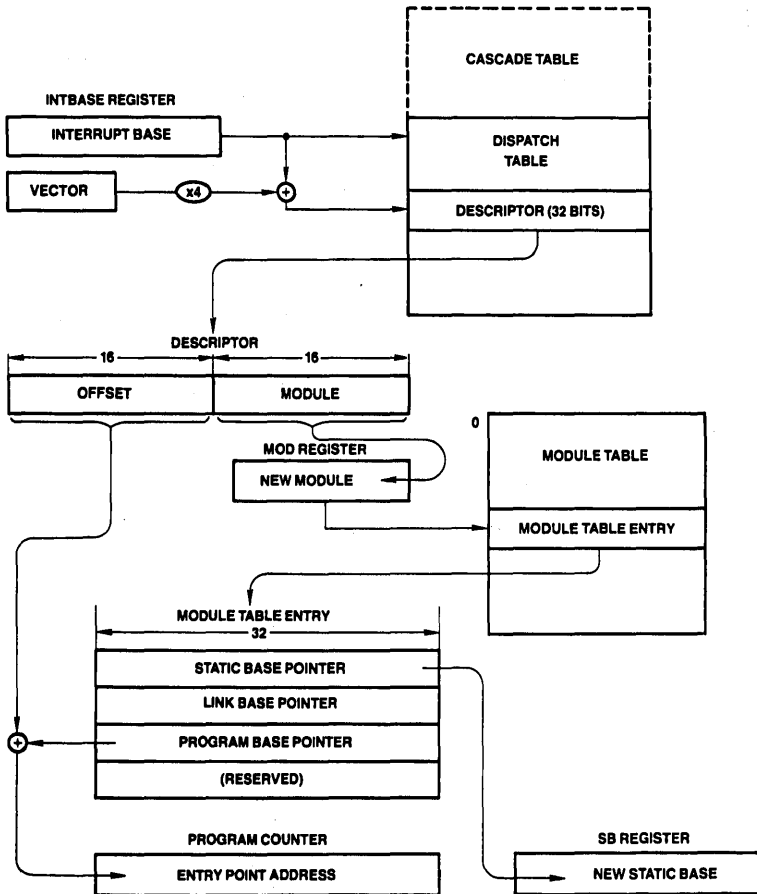 CASCADE TABLE
INTBASE REGISTER
INTERRUPT BASE
DISPATCH
TABLE
VECTOR
x4
+
DESCRIPTOR (32 BITS)
DESCRIPTOR
16
16
OFFSET
MODULE
0
MOD REGISTER
NEW MODULE
MODULE TABLE
MODULE TABLE ENTRY
MODULE TABLE ENTRY
32
STATIC BASE POINTER
LINK BASE POINTER
+
PROGRAM BASE POINTER
(RESERVED)
PROGRAM COUNTER
SB REGISTER
ENTRY POINT ADDRESS
NEW STATIC BASE